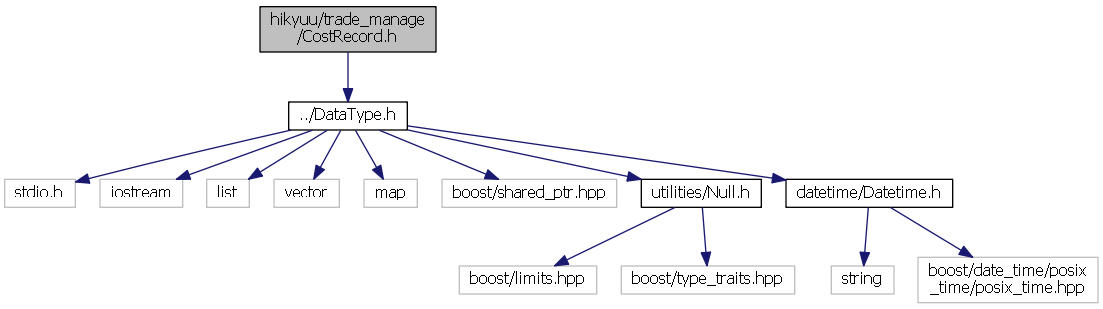 hikyuu/trade_manage
/CostRecord.h
../DataType.h
stdio.h
iostream
list
vector
map
boost/shared_ptr.hpp
utilities/Null.h
datetime/Datetime.h
boost/limits.hpp
boost/type_traits.hpp
string
boost/date_time/posix
_time/posix_time.hpp